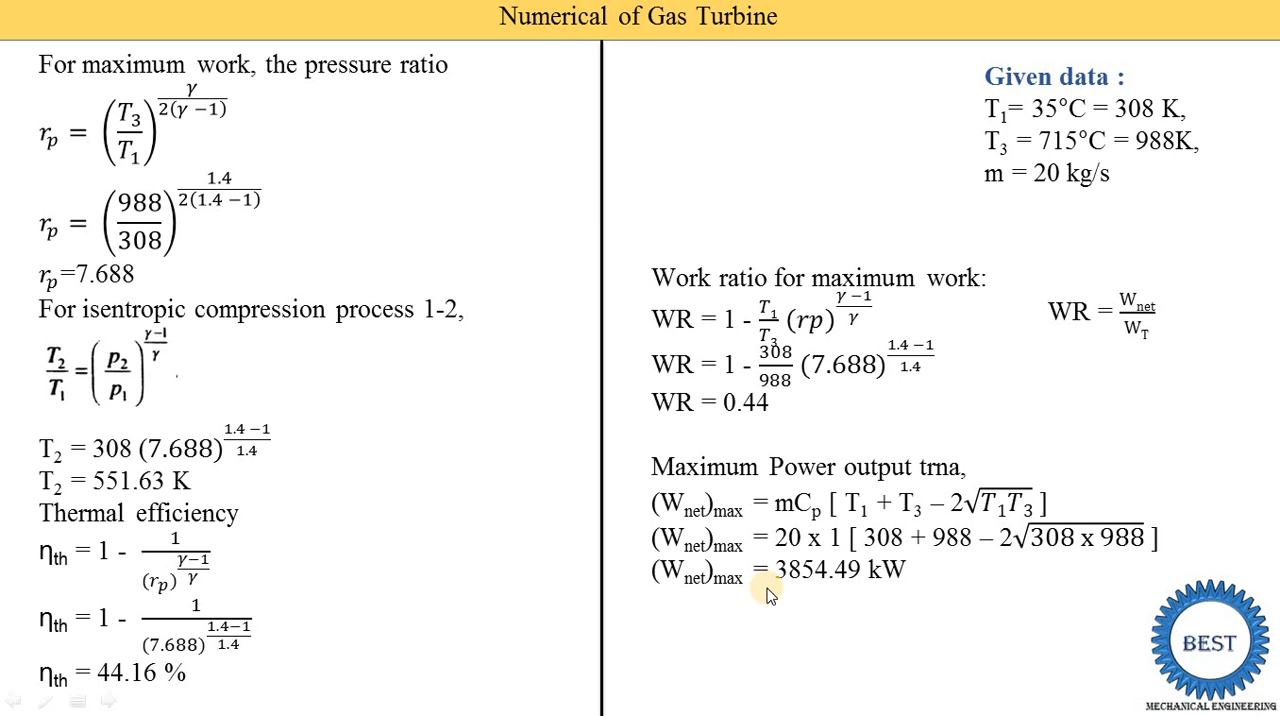 Numerical of Gas Turbine
For maximum work, the pressure ratio
r_p = (T_3/T_1)^(γ/2(γ −1))
r_p = (988/308)^(1.4/2(1.4 −1))
r_p=7.688
For isentropic compression process 1-2,
T_2/T_1 = (p_2/p_1)^(γ−1/γ) .
T_2 = 308 (7.688)^(1.4 −1/1.4)
T_2 = 551.63 K
Thermal efficiency
η_th = 1 - 1/(r_p)^(γ−1/γ)
η_th = 1 - 1/(7.688)^(1.4−1/1.4)
η_th = 44.16 %
Given data :
T_1= 35°C = 308 K,
T_3 = 715°C = 988K,
m = 20 kg/s
Work ratio for maximum work:
WR = 1 - T_1/T_3 (rp)^(γ −1/γ)
WR = W_net/W_T
WR = 1 - 308/988 (7.688)^(1.4 −1/1.4)
WR = 0.44
Maximum Power output trna,
(W_net)_max = mC_p [ T_1 + T_3 – 2√T_1T_3 ]
(W_net)_max = 20 x 1 [ 308 + 988 – 2√308 x 988 ]
(W_net)_max = 3854.49 kW
BEST
MECHANICAL ENGINEERING